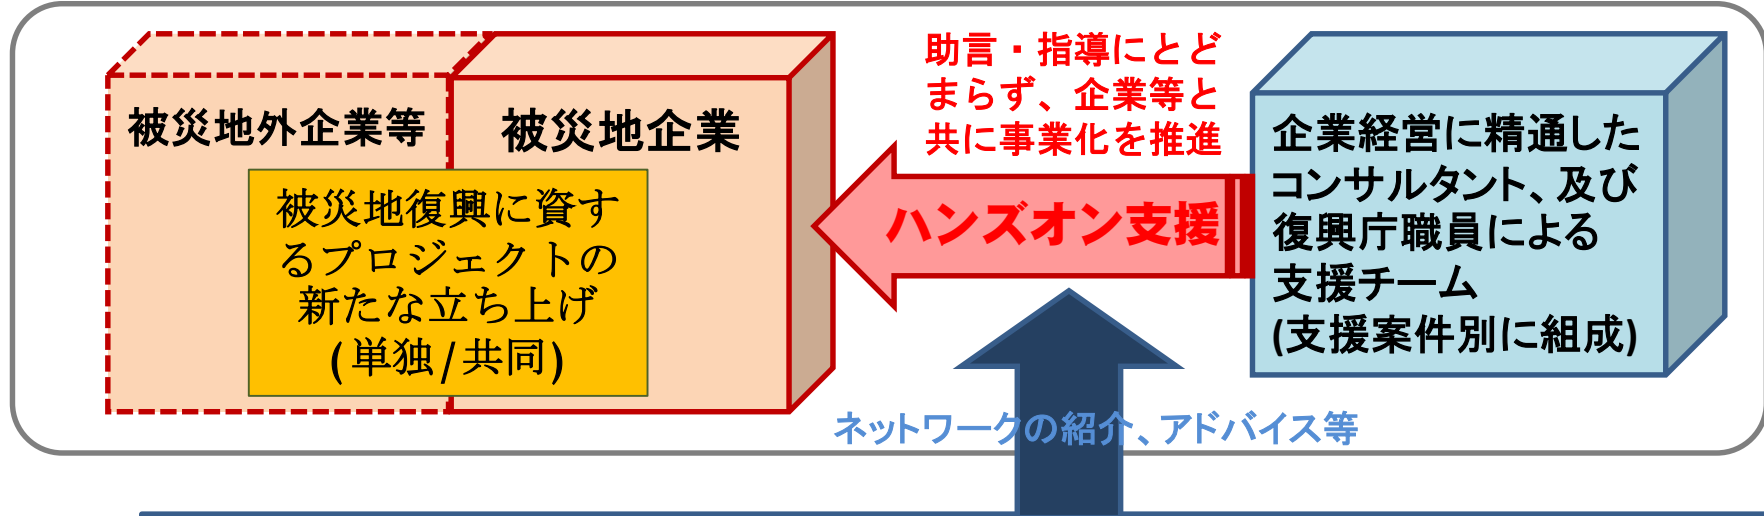 被災地外企業等
被災地企業
被災地復興に資す
るプロジェクトの
新たな立ち上げ
(単独/共同)
助言・指導にとど
まらず、企業等と
共に事業化を推進
ハンズオン支援
企業経営に精通した
コンサルタント、及び
復興庁職員による
支援チーム
(支援案件別に組成)
ネットワークの紹介、アドバイス等